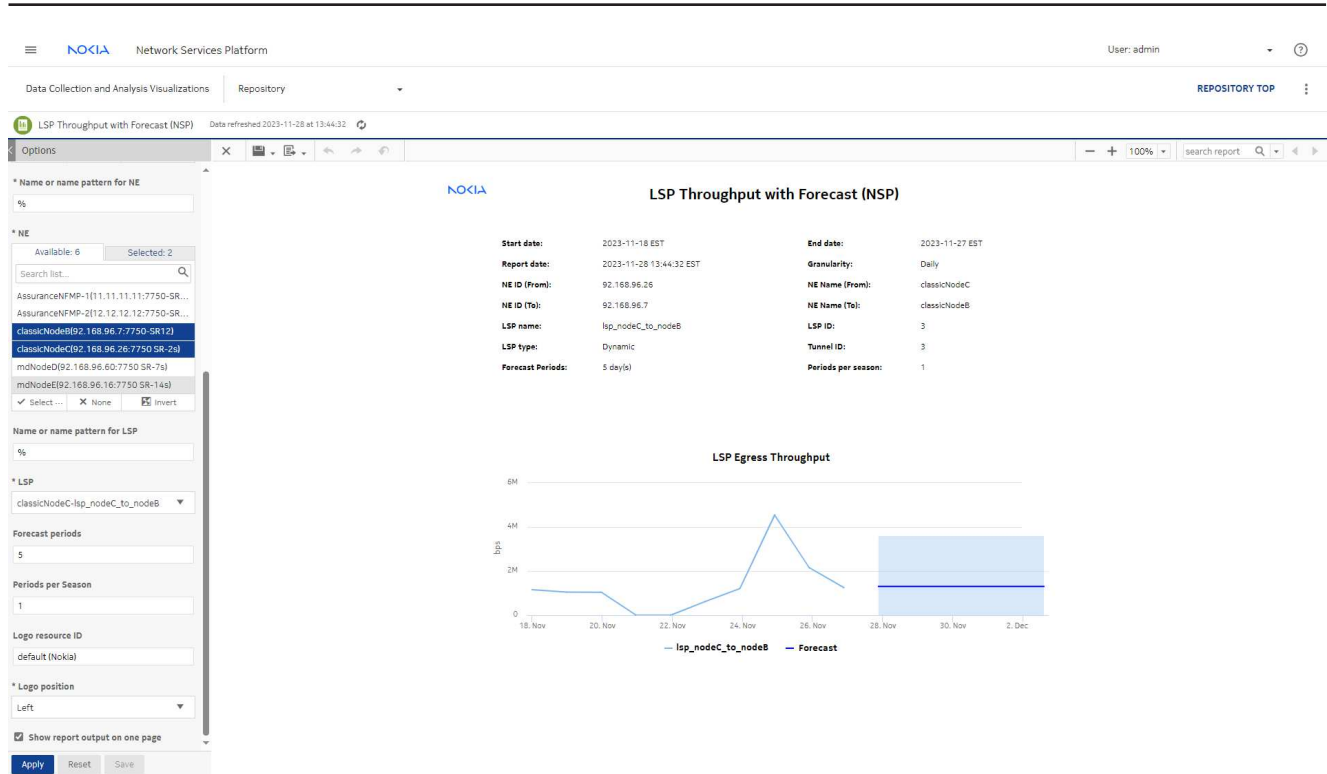 NOKIA Network Services Platform User: admin
Data Collection and Analysis Visualizations Repository REPOSITORY TOP
LSP Throughput with Forecast (NSP) Data refreshed 2023-11-28 at 13:44:32
Options
100% search report
* Name or name pattern for NE
%
* NE
Available: 6 Selected: 2
Search list...
AssuranceNFMP-1(11.11.11.11:7750-SR...
AssuranceNFMP-2(12.12.12.12:7750-SR...
classicNodeB(92.168.96.7:7750-SR12)
classicNodeC(92.168.96.26:7750 SR-2s)
mdNodeD(92.168.96.60:7750 SR-7s)
mdNodeE(92.168.96.16:7750 SR-14s)
Select ... None Invert
Name or name pattern for LSP
%
* LSP
classicNodeC-lsp_nodeC_to_nodeB
Forecast periods
5
Periods per Season
1
Logo resource ID
default (Nokia)
* Logo position
Left
Show report output on one page
Apply Reset Save
NOKIA
LSP Throughput with Forecast (NSP)
Start date: 2023-11-18 EST End date: 2023-11-27 EST
Report date: 2023-11-28 13:44:32 EST Granularity: Daily
NE ID (From): 92.168.96.26 NE Name (From): classicNodeC
NE ID (To): 92.168.96.7 NE Name (To): classicNodeB
LSP name: lsp_nodeC_to_nodeB LSP ID: 3
LSP type: Dynamic Tunnel ID: 3
Forecast Periods: 5 day(s) Periods per season: 1
LSP Egress Throughput
6M
4M
bps
2M
0
18. Nov 20. Nov 22. Nov 24. Nov 26. Nov 28. Nov 30. Nov 2. Dec
lsp_nodeC_to_nodeB Forecast